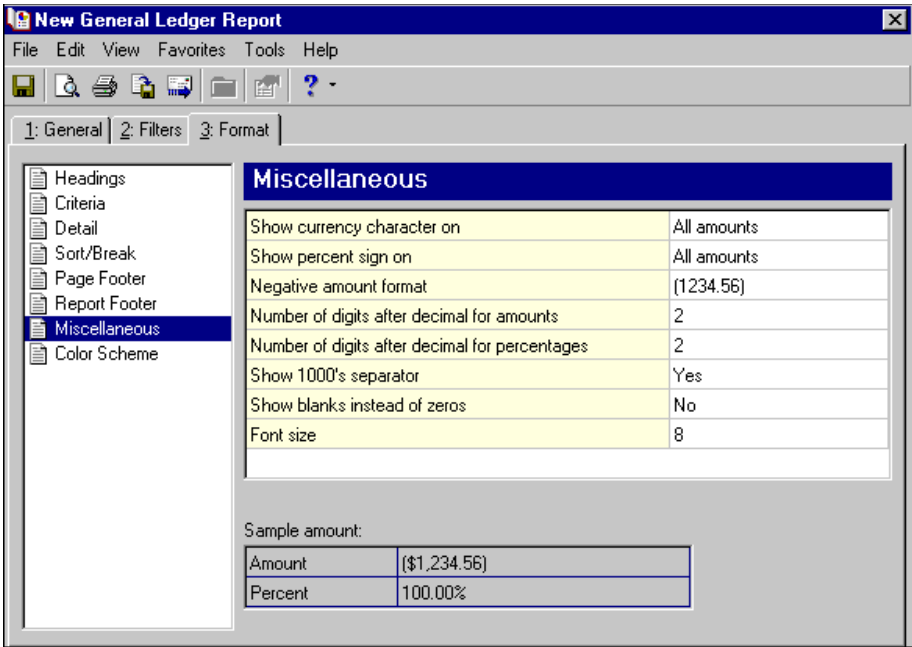 New General Ledger Report
File Edit View Favorites Tools Help
?
1: General 2: Filters 3: Format
Headings
Criteria
Detail
Sort/Break
Page Footer
Report Footer
Miscellaneous
Color Scheme
Miscellaneous
Show currency character on All amounts
Show percent sign on All amounts
Negative amount format (1234.56)
Number of digits after decimal for amounts 2
Number of digits after decimal for percentages 2
Show 1000's separator Yes
Show blanks instead of zeros No
Font size 8
Sample amount:
Amount ($1,234.56)
Percent 100.00%